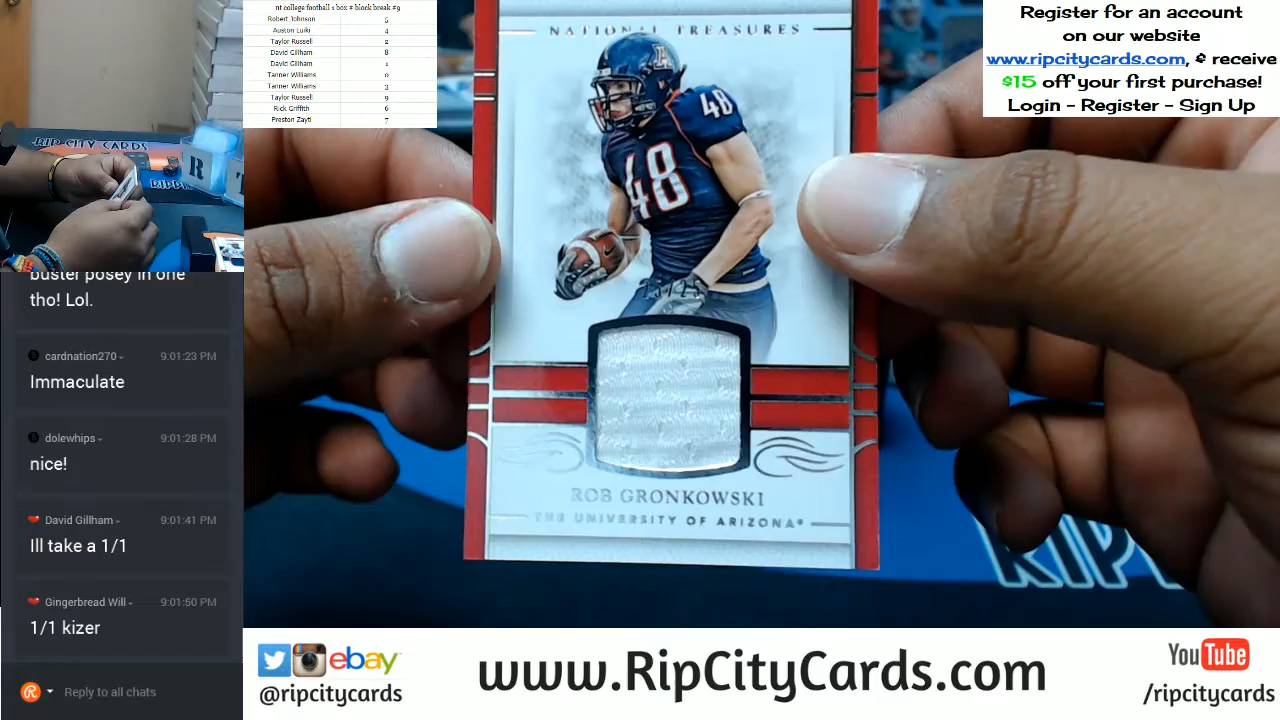 nt college football 1 box # block break #9
Robert Johnson 5
Auston Luiki 4
Taylor Russell 2
David Gillham 8
David Gillham 1
Tanner Williams 0
Tanner Williams 3
Taylor Russell 9
Rick Griffith 6
Preston Zayti 7
RIP CITY CARDS
R
RIPPI
buster posey in one
tho! Lol.
cardnation270 9:01:23 PM
Immaculate
dolewhips 9:01:28 PM
nice!
David Gillham 9:01:41 PM
Ill take a 1/1
Gingerbread Will 9:01:50 PM
1/1 kizer
Reply to all chats
NATIONAL TREASURES
A
48
48
ROB GRONKOWSKI
THE UNIVERSITY OF ARIZONA®
RIPP
Register for an account
on our website
www.ripcitycards.com, & receive
$15 off your first purchase!
Login - Register - Sign Up
ebay
@ripcitycards
www.RipCityCards.com
YouTube
/ripcitycards